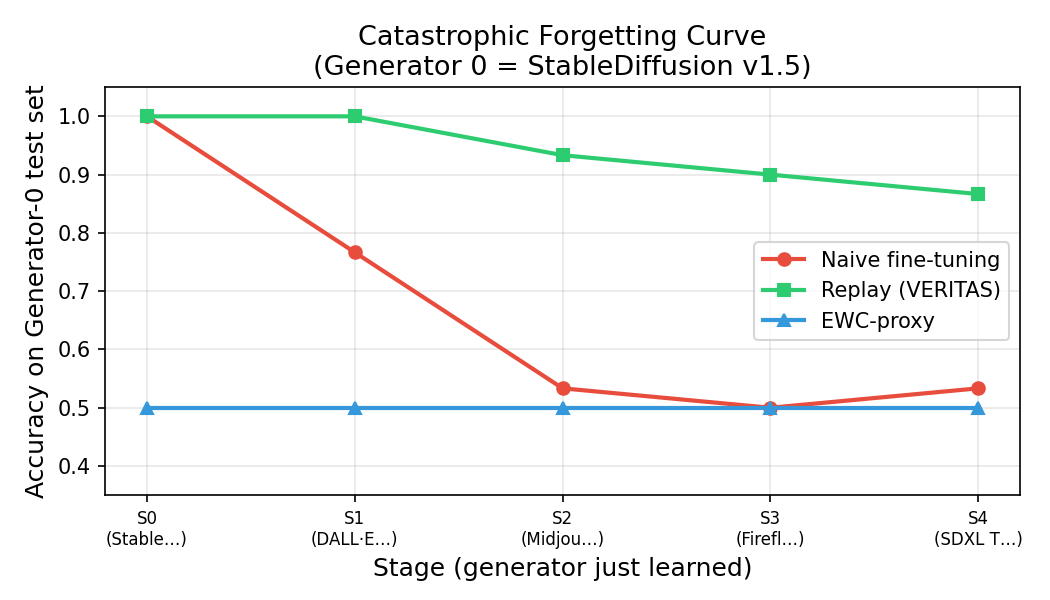 Catastrophic Forgetting Curve
(Generator 0 = StableDiffusion v1.5)
Accuracy on Generator-0 test set
1.0
0.9
0.8
0.7
0.6
0.5
0.4
Naive fine-tuning
Replay (VERITAS)
EWC-proxy
S0
(Stable...)
S1
(DALL·E...)
S2
(Midjou...)
S3
(Firefl...)
S4
(SDXL T...)
Stage (generator just learned)